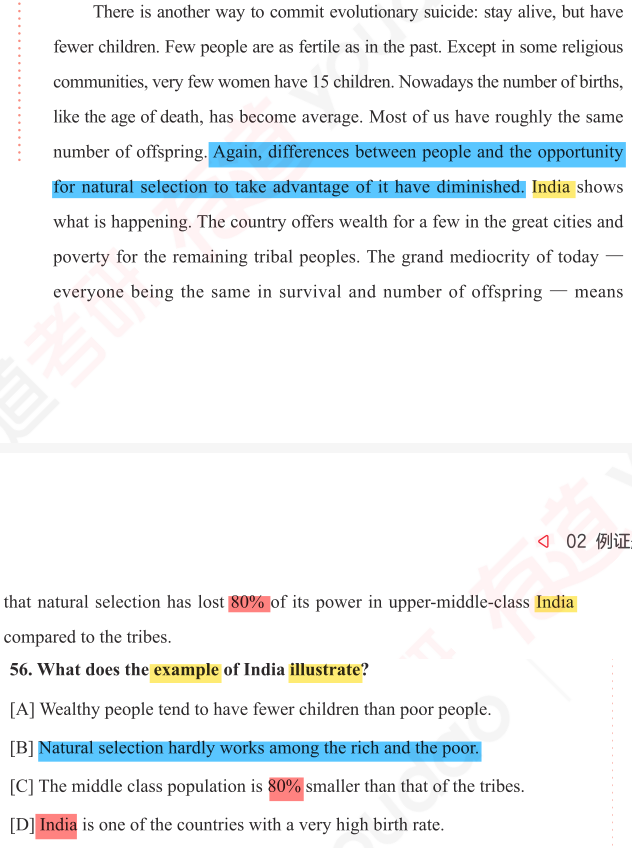 There is another way to commit evolutionary suicide: stay alive, but have
fewer children. Few people are as fertile as in the past. Except in some religious
communities, very few women have 15 children. Nowadays the number of births,
like the age of death, has become average. Most of us have roughly the same
number of offspring. Again, differences between people and the opportunity
for natural selection to take advantage of it have diminished. India shows
what is happening. The country offers wealth for a few in the great cities and
poverty for the remaining tribal peoples. The grand mediocrity of today —
everyone being the same in survival and number of offspring — means
02 例证
that natural selection has lost 80% of its power in upper-middle-class India
compared to the tribes.
56. What does the example of India illustrate?
[A] Wealthy people tend to have fewer children than poor people.
[B] Natural selection hardly works among the rich and the poor.
[C] The middle class population is 80% smaller than that of the tribes.
[D] India is one of the countries with a very high birth rate.